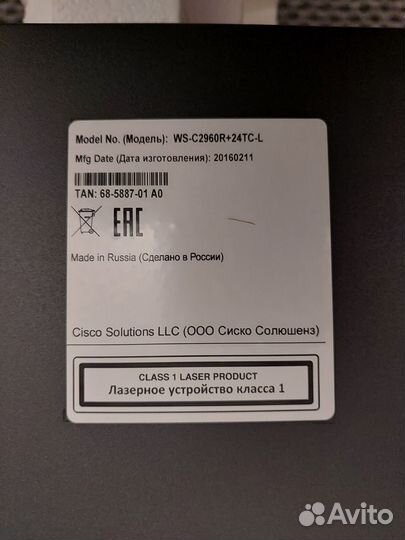 Model No. (Модель): WS-C2960R+24TC-L
Mfg Date (Дата изготовления): 20160211
TAN: 68-5887-01 A0
EAC
Made in Russia (Сделано в России)
Cisco Solutions LLC (ООО Сиско Солюшенз)
CLASS 1 LASER PRODUCT
Лазерное устройство класса 1
Avito